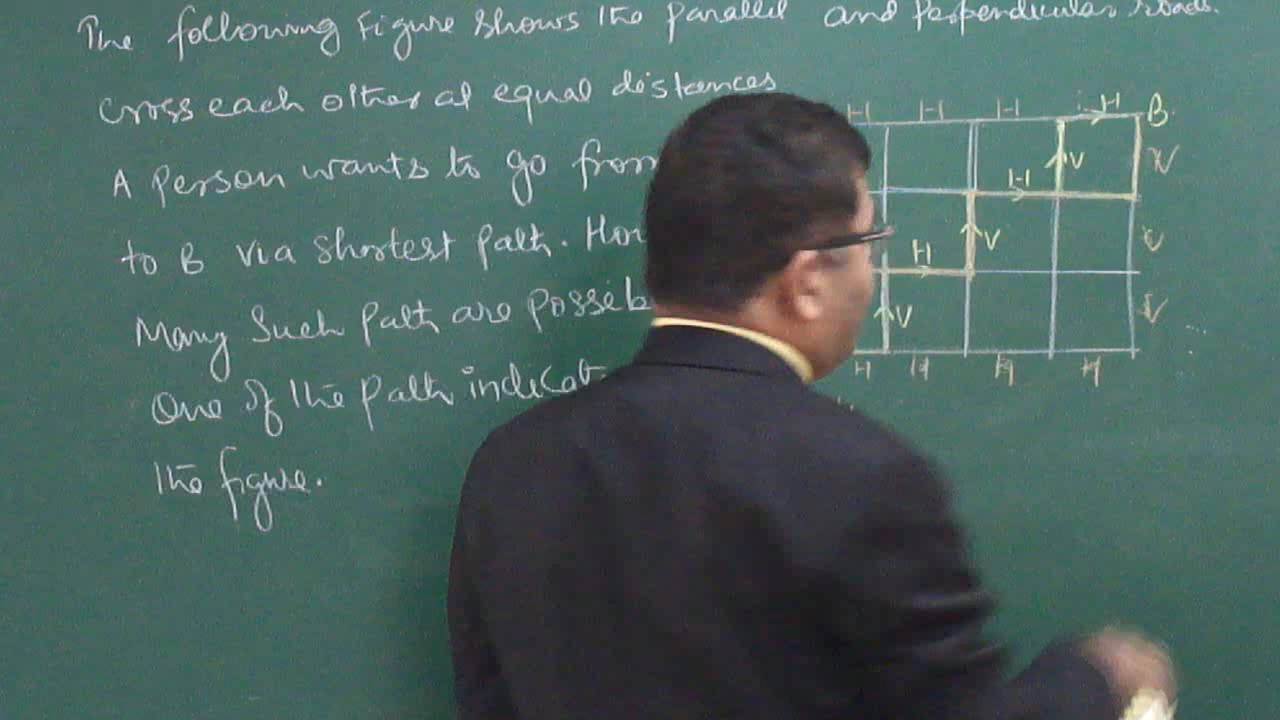 The following Figure shows the parallel and perpendicular roads.
cross each other at equal distances
A person wants to go from
to B via shortest path. How
Many Such path are possib
One of the path indicat
the figure.
H H H H B
V V
H
V V
H
V V
H H H H